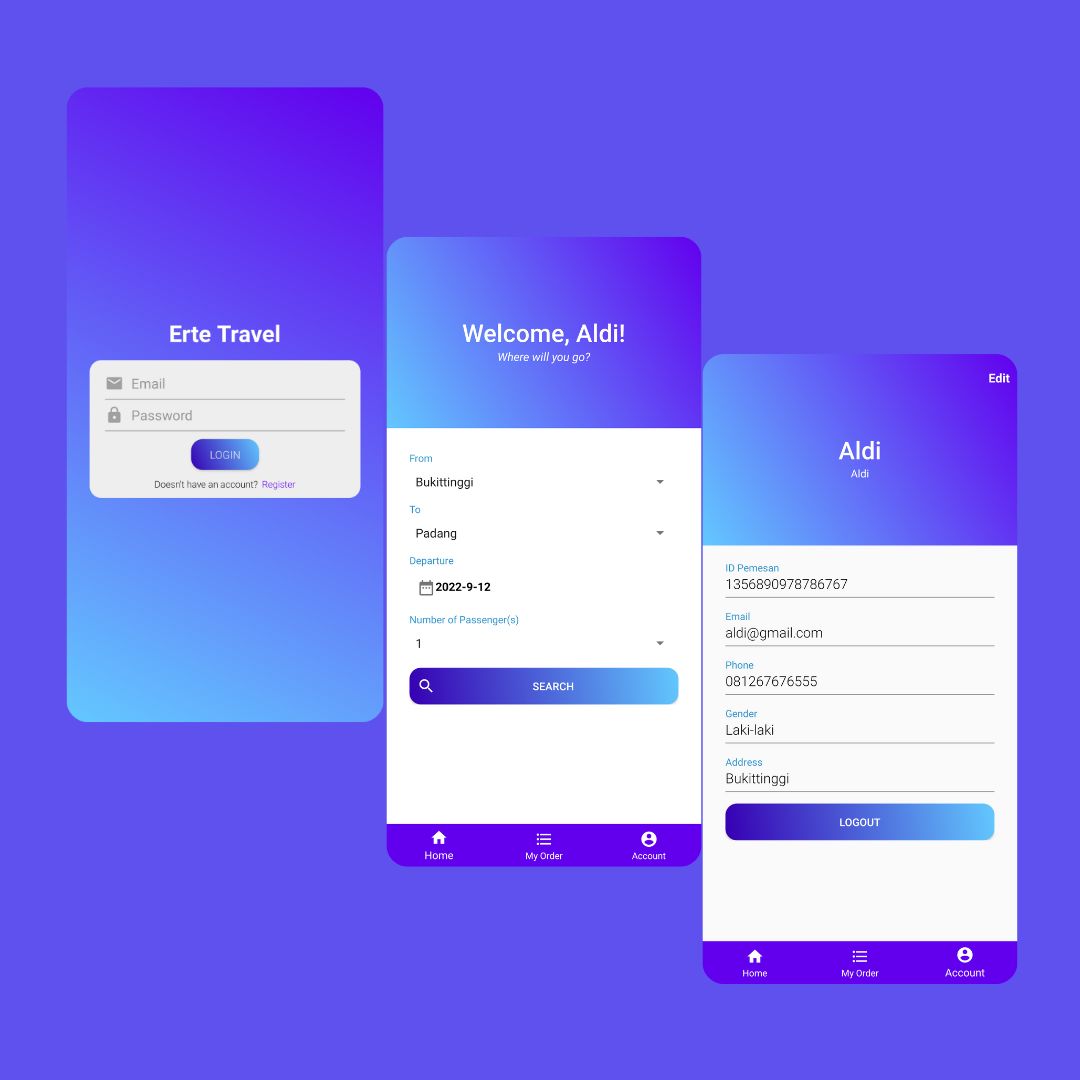 Erte Travel
Email
Password
LOGIN
Doesn't have an account? Register
Welcome, Aldi!
Where will you go?
From
Bukittinggi
To
Padang
Departure
2022-9-12
Number of Passenger(s)
1
SEARCH
Home My Order Account
Edit
Aldi
Aldi
ID Pemesan
1356890978786767
Email
aldi@gmail.com
Phone
081267676555
Gender
Laki-laki
Address
Bukittinggi
LOGOUT
Home My Order Account